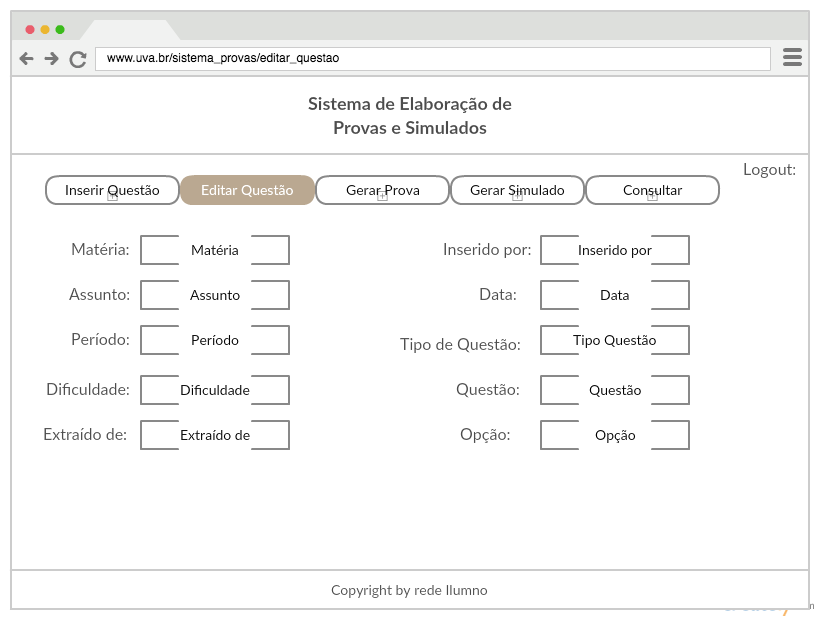 www.uva.br/sistema_provas/editar_questao
Sistema de Elaboração de
Provas e Simulados
Logout:
Inserir Questão
Editar Questão
Gerar Prova
Gerar Simulado
Consultar
Matéria: Matéria
Inserido por: Inserido por
Assunto: Assunto
Data: Data
Período: Período
Tipo de Questão: Tipo Questão
Dificuldade: Dificuldade
Questão: Questão
Extraído de: Extraído de
Opção: Opção
Copyright by rede Ilumno